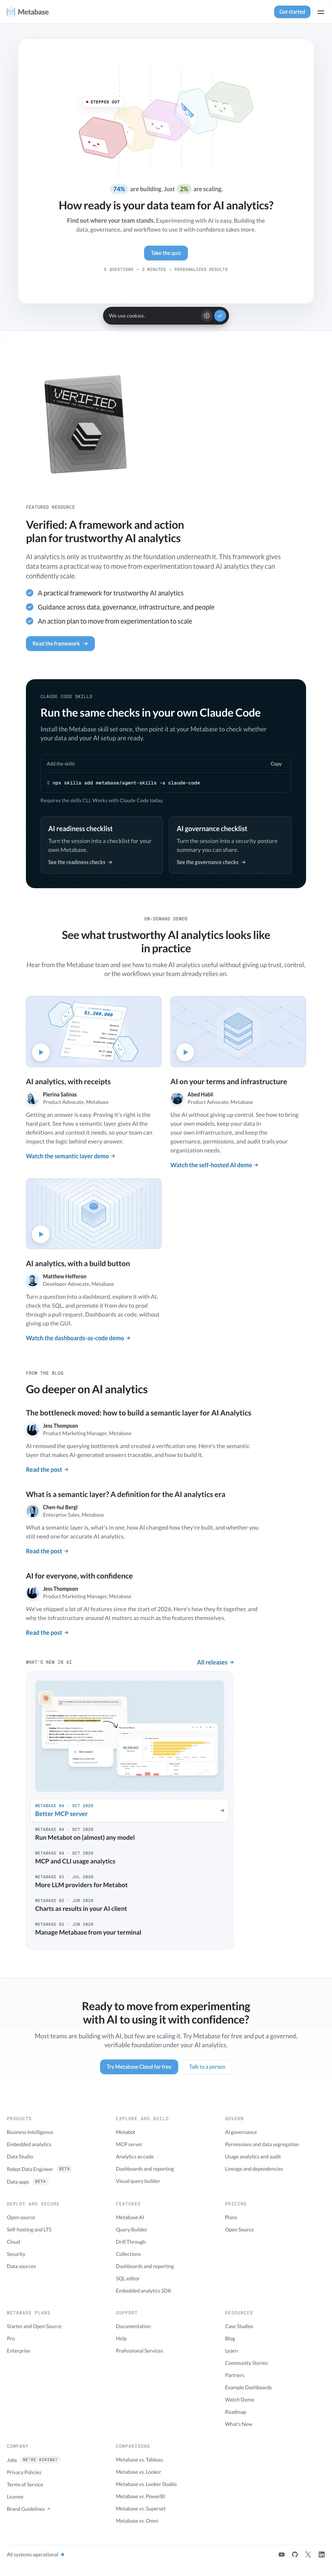 Metabase
Get started
STEPPED OUT
74% are building. Just 2% are scaling.
How ready is your data team for AI analytics?
Find out where your team stands. Experimenting with AI is easy. Building the
data, governance, and workflows to use it with confidence takes more.
Take the quiz
5 QUESTIONS • 2 MINUTES • PERSONALIZED RESULTS
We use cookies.
VERIFIED
FEATURED RESOURCE
Verified: A framework and action
plan for trustworthy AI analytics
AI analytics is only as trustworthy as the foundation underneath it. This framework gives
data teams a practical way to move from experimentation toward AI analytics they can
confidently scale.
A practical framework for trustworthy AI analytics
Guidance across data, governance, infrastructure, and people
An action plan to move from experimentation to scale
Read the framework →
CLAUDE CODE SKILLS
Run the same checks in your own Claude Code
Install the Metabase skill set once, then point it at your Metabase to check whether
your data and your AI setup are ready.
Add the skills
Copy
$ npx skills add metabase/agent-skills -a claude-code
Requires the skills CLI. Works with Claude Code today.
AI readiness checklist
Turn the session into a checklist for your
own Metabase.
See the readiness checks →
AI governance checklist
Turn the session into a security posture
summary you can share.
See the governance checks →
ON-DEMAND DEMOS
See what trustworthy AI analytics looks like
in practice
Hear from the Metabase team and see how to make AI analytics useful without giving up trust, control,
or the workflows your team already relies on.
$1,200,000
AI analytics, with receipts
Pierina Salinas
Product Advocate, Metabase
Getting an answer is easy. Proving it's right is the
hard part. See how a semantic layer gives AI the
definitions and context it needs, so your team can
inspect the logic behind every answer.
Watch the semantic layer demo →
AI on your terms and infrastructure
Abed Habli
Product Advocate, Metabase
Use AI without giving up control. See how to bring
your own models, keep your data in
your own infrastructure, and keep the
governance, permissions, and audit trails your
organization needs.
Watch the self-hosted AI demo →
AI analytics, with a build button
Matthew Hefferon
Developer Advocate, Metabase
Turn a question into a dashboard, explore it with AI,
check the SQL, and promote it from dev to prod
through a pull request. Dashboards as code, without
giving up the GUI.
Watch the dashboards-as-code demo →
FROM THE BLOG
Go deeper on AI analytics
The bottleneck moved: how to build a semantic layer for AI Analytics
Jess Thompson
Product Marketing Manager, Metabase
AI removed the querying bottleneck and created a verification one. Here's the semantic
layer that makes AI-generated answers traceable, and how to build it.
Read the post →
What is a semantic layer? A definition for the AI analytics era
Chen-hui Bergl
Enterprise Sales, Metabase
What a semantic layer is, what's in one, how AI changed how they're built, and whether you
still need one for accurate AI analytics.
Read the post →
AI for everyone, with confidence
Jess Thompson
Product Marketing Manager, Metabase
We've shipped a lot of AI features since the start of 2026. Here's how they fit together, and
why the infrastructure around AI matters as much as the features themselves.
Read the post →
WHAT'S NEW IN AI
All releases →
METABASE 64 · OCT 2026
Better MCP server
METABASE 64 · OCT 2026
Run Metabot on (almost) any model
METABASE 64 · OCT 2026
MCP and CLI usage analytics
METABASE 63 · JUL 2026
More LLM providers for Metabot
METABASE 62 · JUN 2026
Charts as results in your AI client
METABASE 62 · JUN 2026
Manage Metabase from your terminal
Ready to move from experimenting
with AI to using it with confidence?
Most teams are building with AI, but few are scaling it. Try Metabase for free and put a governed,
verifiable foundation under your AI analytics.
Try Metabase Cloud for free
Talk to a person
PRODUCTS
Business Intelligence
Embedded analytics
Data Studio
Robot Data Engineer BETA
Data apps BETA
EXPLORE AND BUILD
Metabot
MCP server
Analytics as code
Dashboards and reporting
Visual query builder
GOVERN
AI governance
Permissions and data segregation
Usage analytics and audit
Lineage and dependencies
DEPLOY AND SECURE
Open source
Self-hosting and LTS
Cloud
Security
Data sources
FEATURES
Metabase AI
Query Builder
Drill Through
Collections
Dashboards and reporting
SQL editor
Embedded analytics SDK
PRICING
Plans
Open Source
METABASE PLANS
Starter and Open Source
Pro
Enterprise
SUPPORT
Documentation
Help
Professional Services
RESOURCES
Case Studies
Blog
Learn
Community Stories
Partners
Example Dashboards
Watch Demo
Roadmap
What's New
COMPANY
Jobs WE'RE HIRING!
Privacy Policies
Terms of Service
License
Brand Guidelines ↗
COMPARISONS
Metabase vs. Tableau
Metabase vs. Looker
Metabase vs. Looker Studio
Metabase vs. PowerBI
Metabase vs. Superset
Metabase vs. Omni
All systems operational